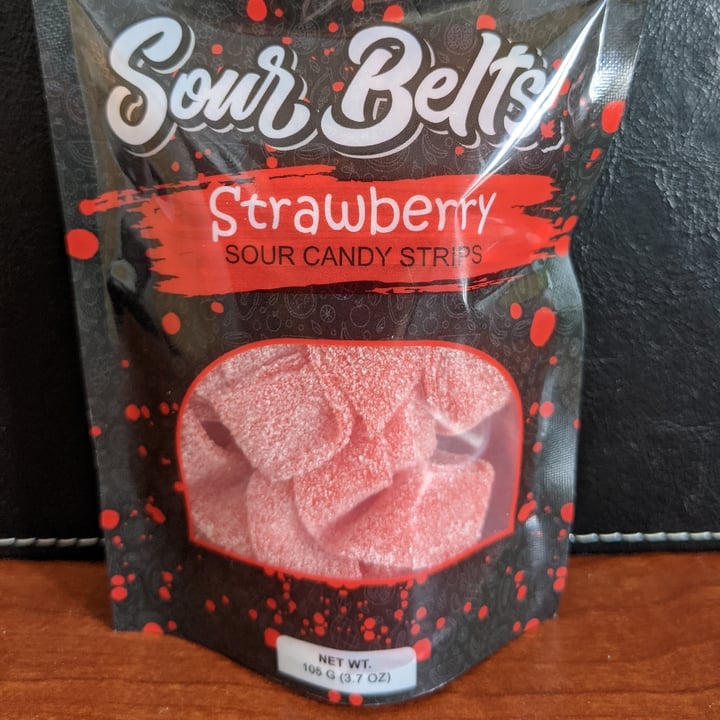 Sour Belts
Strawberry
SOUR CANDY STRIPS
NET WT.
105 G (3.7 OZ)